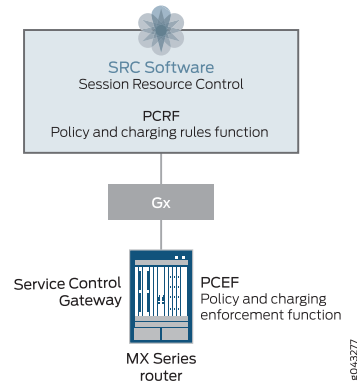 SRC Software
Session Resource Control
PCRF
Policy and charging rules function
Gx
Service Control
Gateway
PCEF
Policy and charging
enforcement function
MX Series
router
g043277